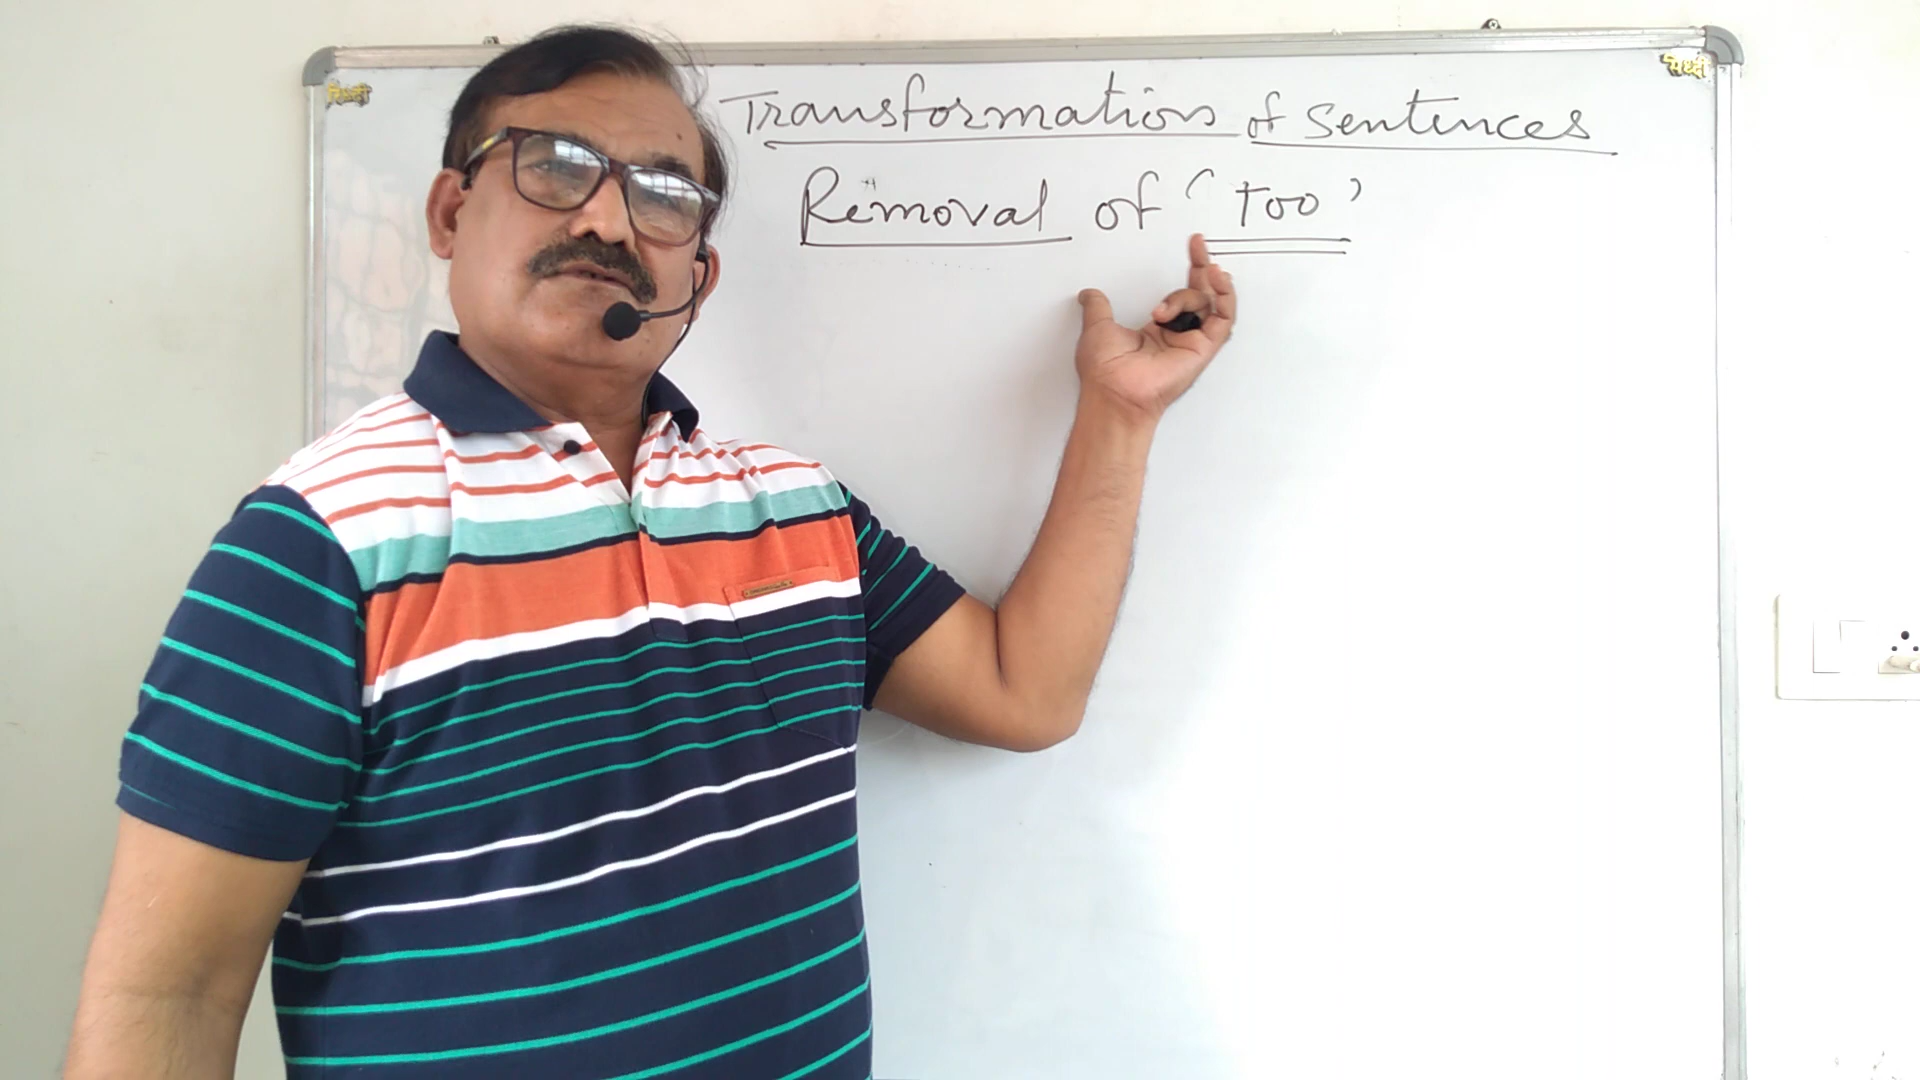 Transformation of Sentences
Removal of 'too'
सिध्दी